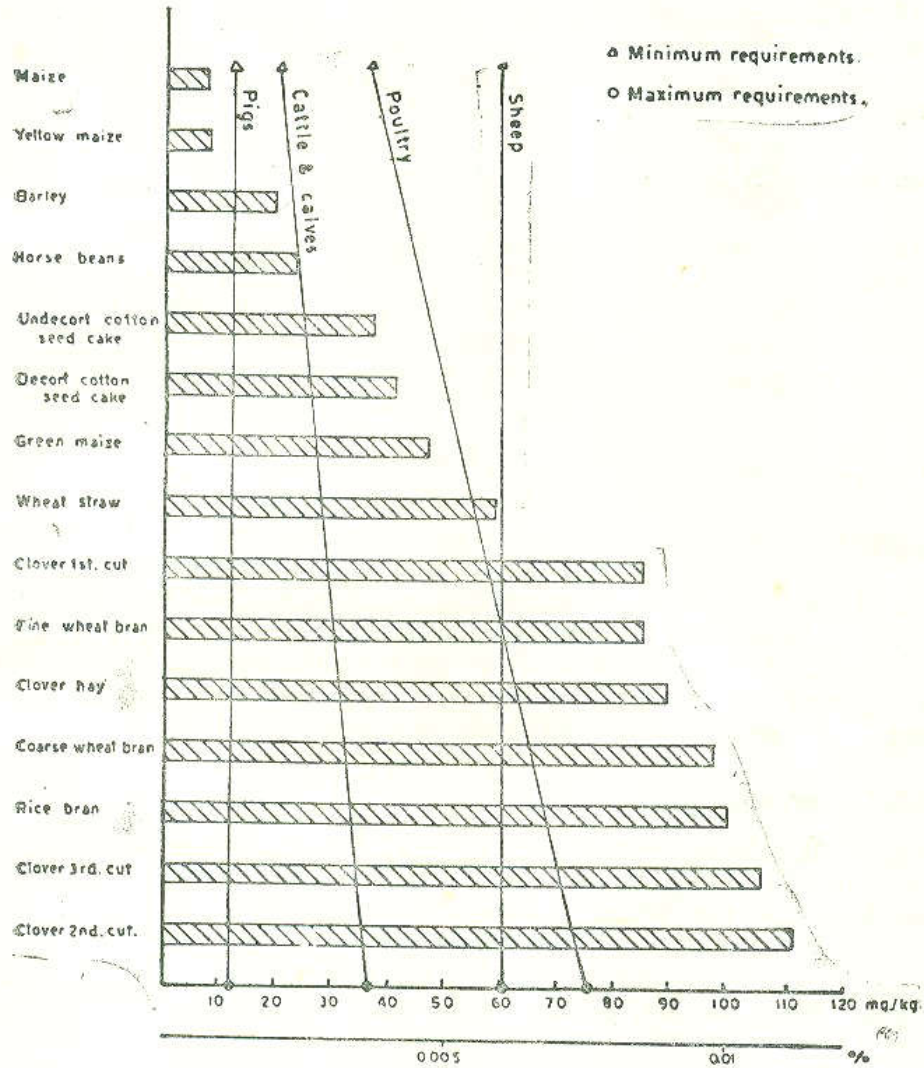 △ Minimum requirements.
○ Maximum requirements.
Pigs
Cattle & calves
Poultry
Sheep
Maize
Yellow maize
Barley
Horse beans
Undecort cotton
seed cake
Decort cotton
seed cake
Green maize
Wheat straw
Clover 1st. cut
Fine wheat bran
Clover hay
Coarse wheat bran
Rice bran
Clover 3rd. cut
Clover 2nd. cut.
10 20 30 40 50 60 70 80 90 100 110 120 mg/kg.
0.005 0.01 %